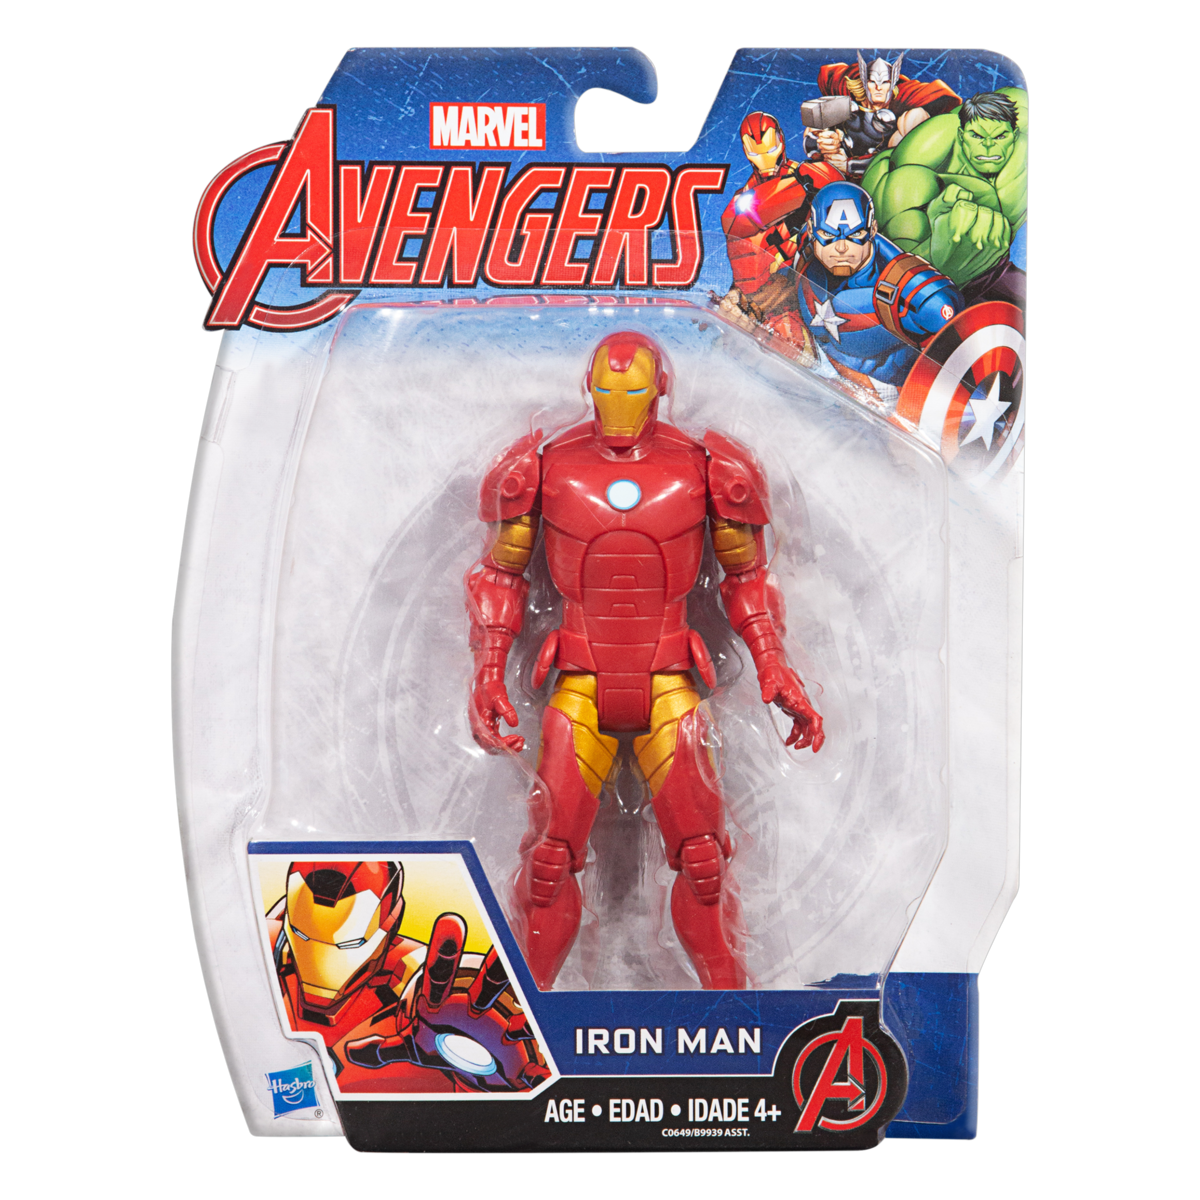 MARVEL
AVENGERS
A
IRON MAN
Hasbro
®
AGE • EDAD • IDADE 4+
C0649/B9939 ASST.